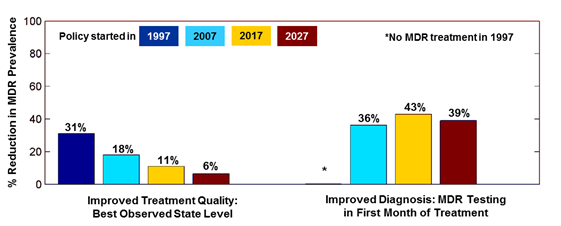 % Reduction in MDR Prevalence
100
80
60
40
20
0
Policy started in 1997 2007 2017 2027
*No MDR treatment in 1997
31%
18%
11%
6%
*
36%
43%
39%
Improved Treatment Quality:
Best Observed State Level
Improved Diagnosis: MDR Testing
in First Month of Treatment